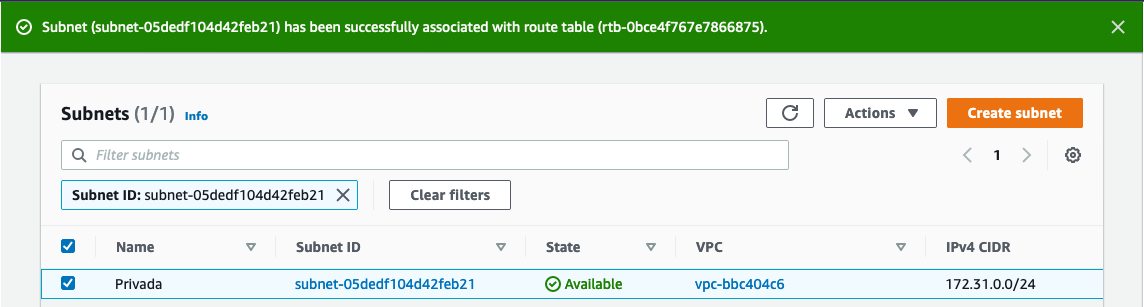 Subnet (subnet-05dedf104d42feb21) has been successfully associated with route table (rtb-0bce4f767e7866875).
Subnets (1/1) Info
Actions
Create subnet
Filter subnets
1
Subnet ID: subnet-05dedf104d42feb21
Clear filters
Name Subnet ID State VPC IPv4 CIDR
Privada subnet-05dedf104d42feb21 Available vpc-bbc404c6 172.31.0.0/24